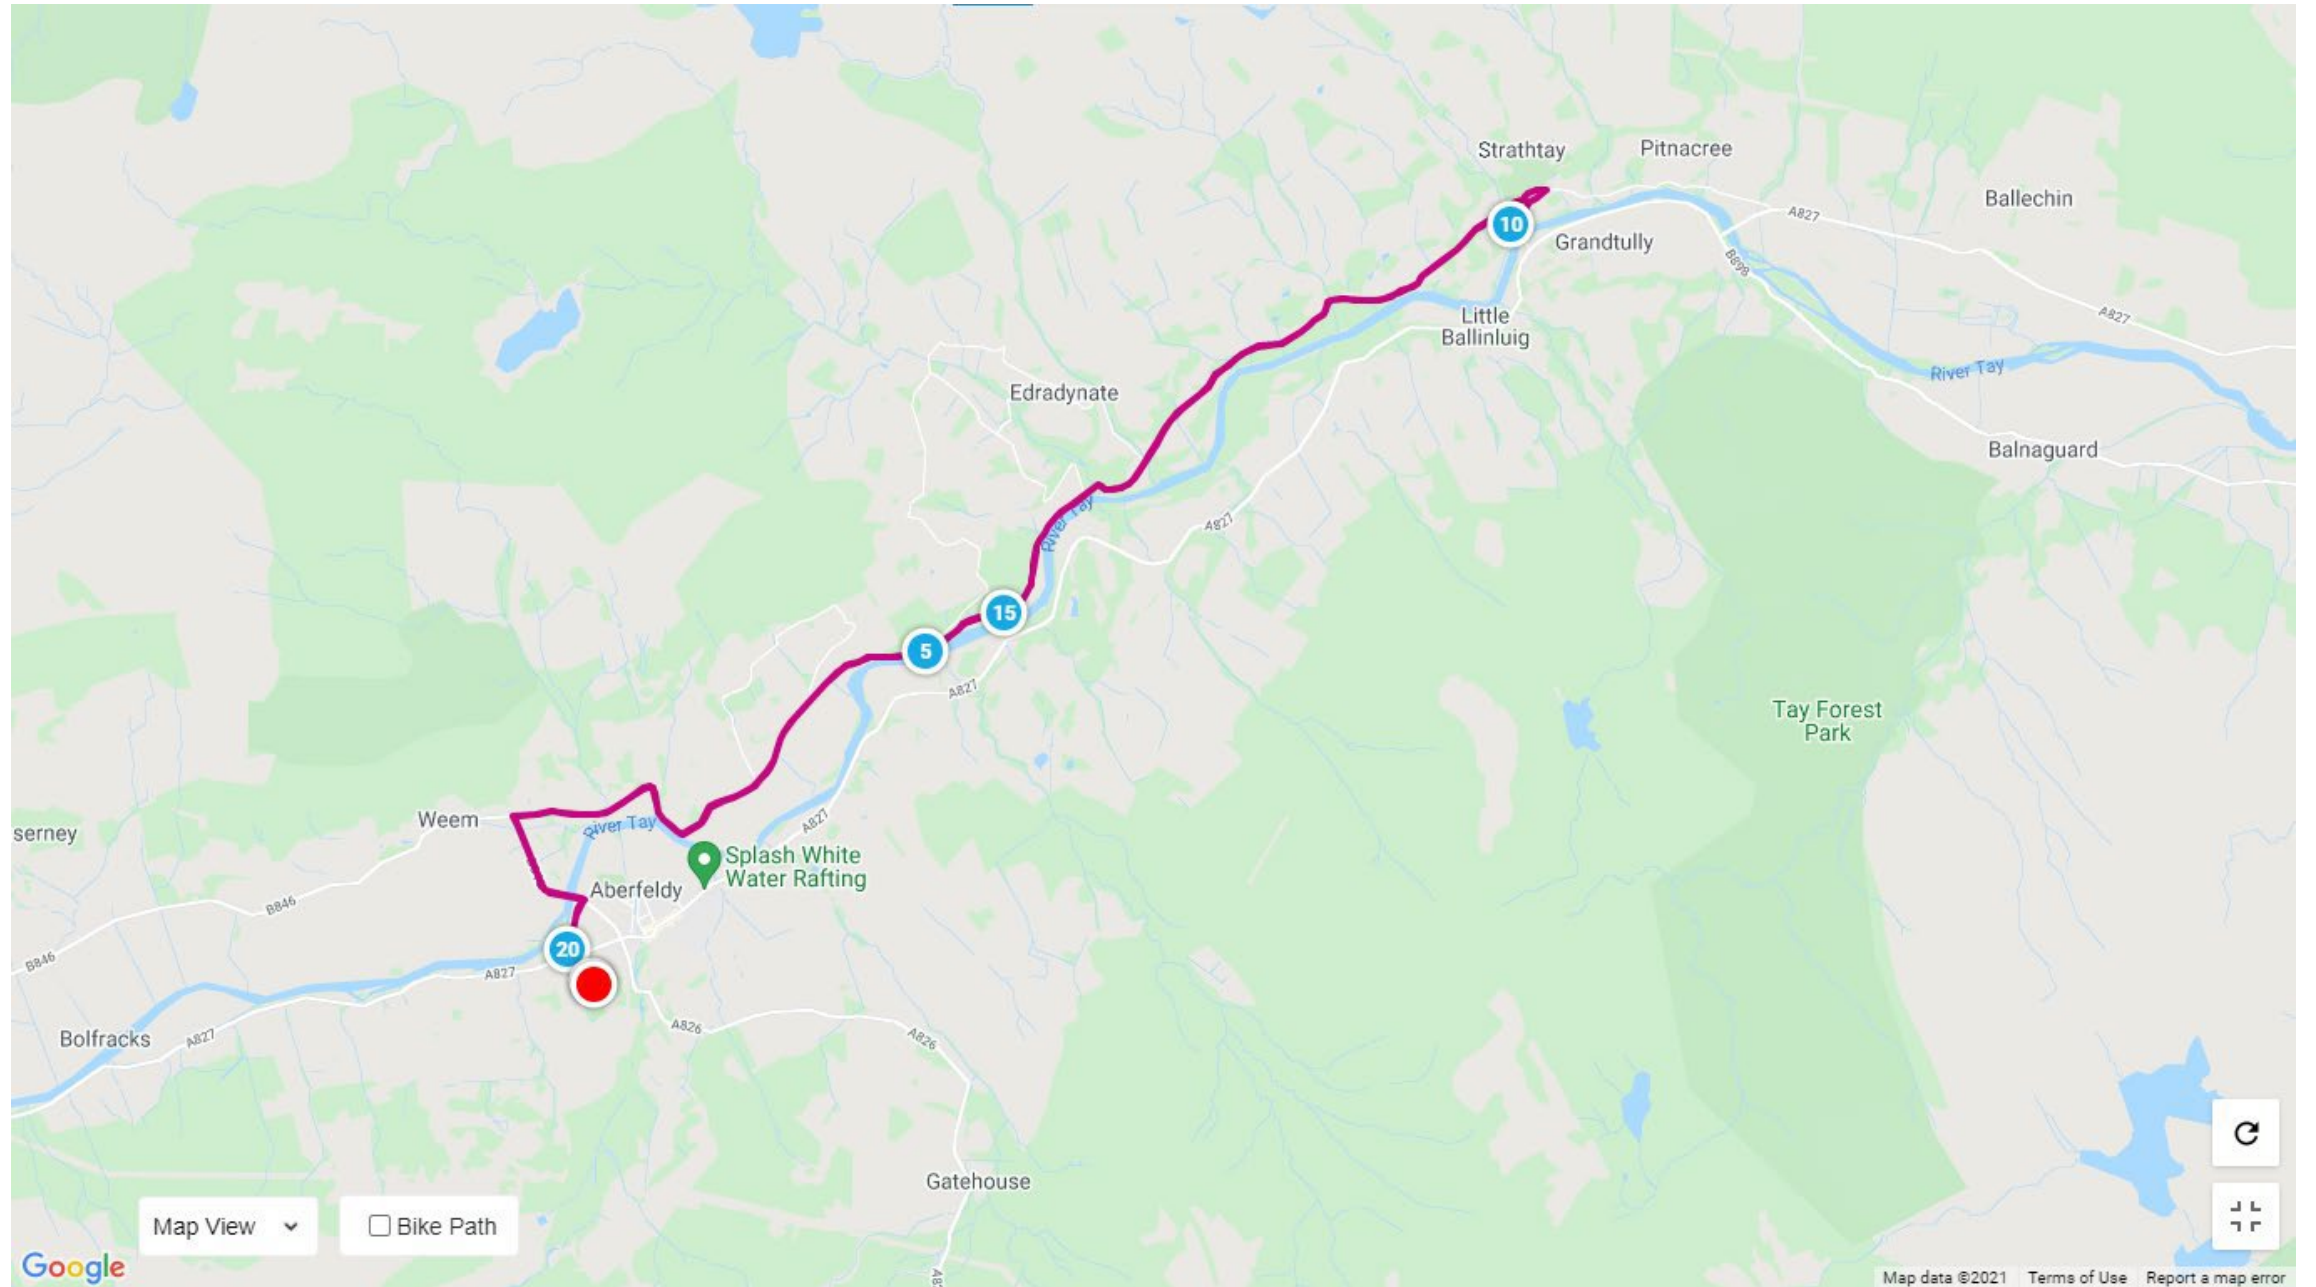 Strathtay
Pitnacree
Ballechin
A827
10
Grandtully
B898
A827
Little
Ballinluig
River Tay
Edradynate
Balnaguard
River Tay
A827
15
5
A827
Tay Forest
Park
Weem
serney
River Tay
A827
Splash White
Water Rafting
Aberfeldy
B846
20
B846
A827
A826
A826
Bolfracks
A827
Gatehouse
Map View
Bike Path
Google
Map data ©2021
Terms of Use
Report a map error